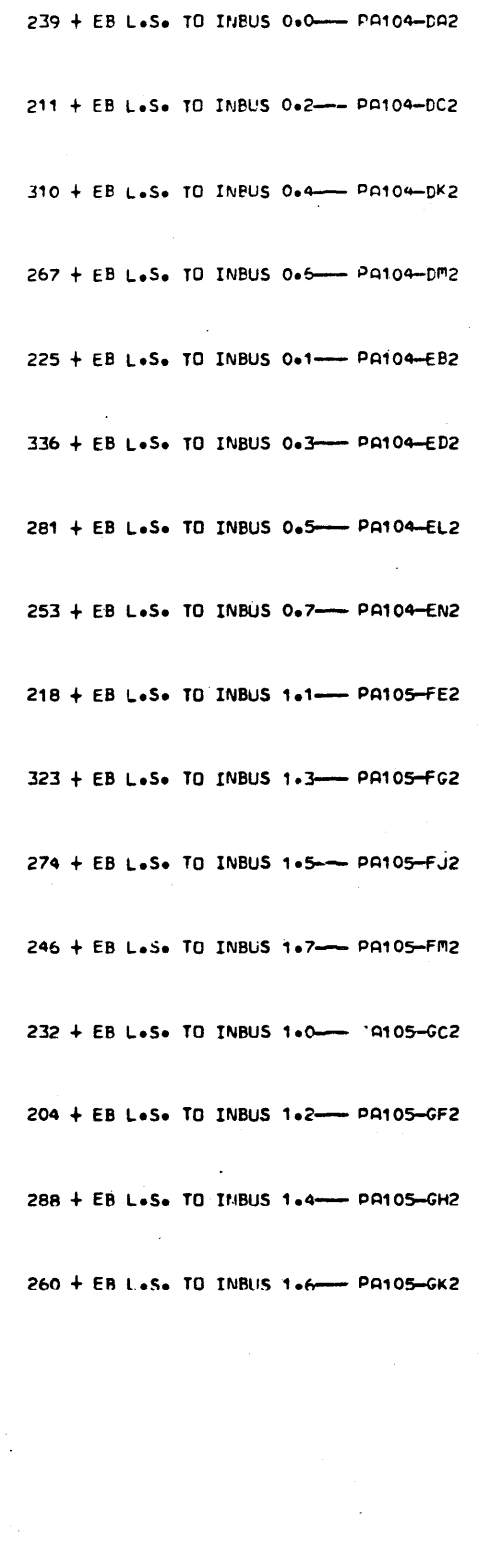 239 + EB L.S. TO INBUS 0.0—— PA104-DA2
211 + EB L.S. TO INBUS 0.2—— PA104-DC2
310 + EB L.S. TO INBUS 0.4—— PA104-DK2
267 + EB L.S. TO INBUS 0.6—— PA104-DM2
225 + EB L.S. TO INBUS 0.1—— PA104-EB2
336 + EB L.S. TO INBUS 0.3—— PA104-ED2
281 + EB L.S. TO INBUS 0.5—— PA104-EL2
253 + EB L.S. TO INBUS 0.7—— PA104-EN2
218 + EB L.S. TO INBUS 1.1—— PA105-FE2
323 + EB L.S. TO INBUS 1.3—— PA105-FG2
274 + EB L.S. TO INBUS 1.5—— PA105-FJ2
246 + EB L.S. TO INBUS 1.7—— PA105-FM2
232 + EB L.S. TO INBUS 1.0—— A105-GC2
204 + EB L.S. TO INBUS 1.2—— PA105-GF2
288 + EB L.S. TO INBUS 1.4—— PA105-GH2
260 + EB L.S. TO INBUS 1.6—— PA105-GK2